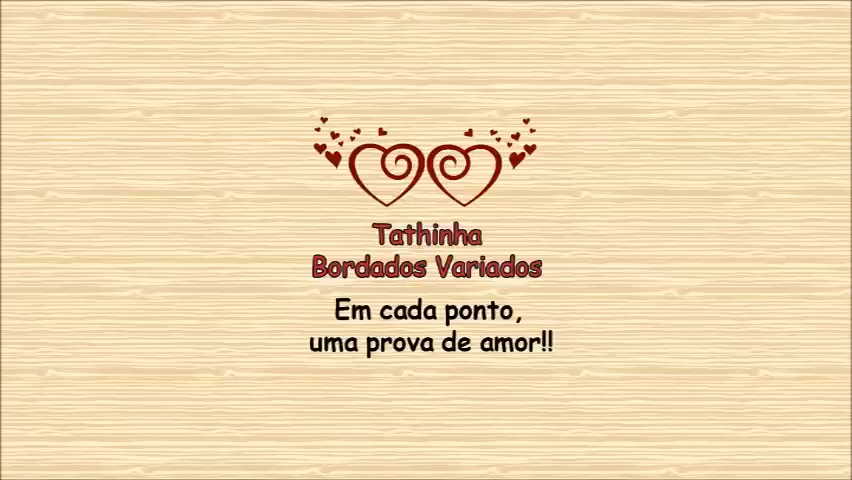 Tathinha
Bordados Variados
Em cada ponto,
uma prova de amor!!